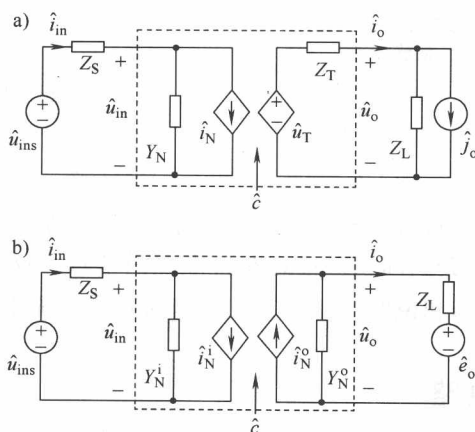 a)
î_in
Z_S
+
û_ins
û_in
Y_N
î_N
û_T
Z_T
î_o
+
û_o
Z_L
ĵ_o
ĉ
b)
î_in
Z_S
+
û_ins
û_in
Y_N^i
î_N^i
î_N^o
Y_N^o
î_o
+
û_o
Z_L
ê_o
ĉ